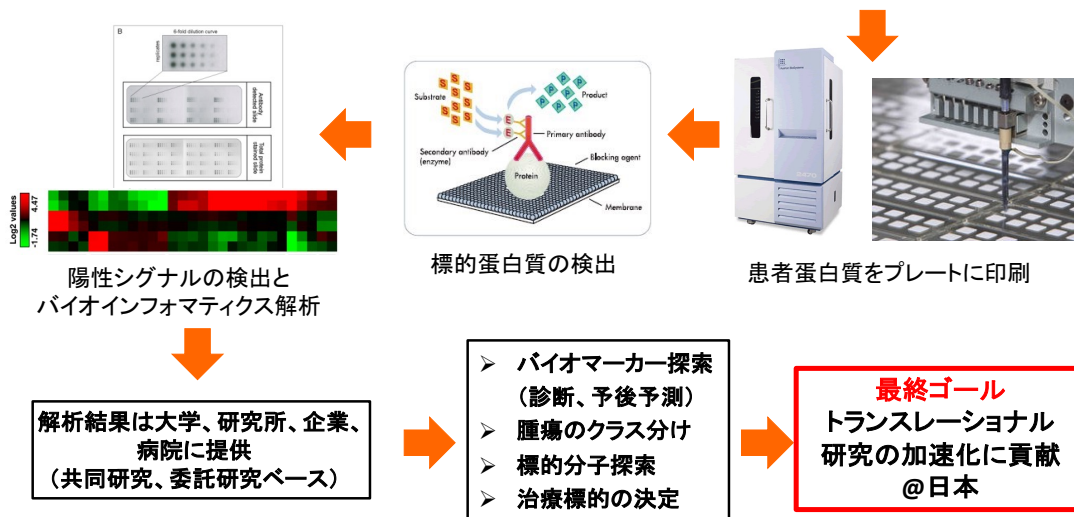 B
6-fold dilution curve
replicates
Antibody
detected slide
Total protein
stained slide
Log2 values
4.47
-1.74
陽性シグナルの検出と
バイオインフォマティクス解析
Substrate
S
S
S
S
S
S
S
S
Product
P
P
P
P
P
P
P
P
E
E
Primary antibody
Secondary antibody
(enzyme)
Blocking agent
Protein
Membrane
標的蛋白質の検出
患者蛋白質をプレートに印刷
解析結果は大学、研究所、企業、
病院に提供
(共同研究、委託研究ベース)
➢ バイオマーカー探索
(診断、予後予測)
➢ 腫瘍のクラス分け
➢ 標的分子探索
➢ 治療標的の決定
最終ゴール
トランスレーショナル
研究の加速化に貢献
@日本